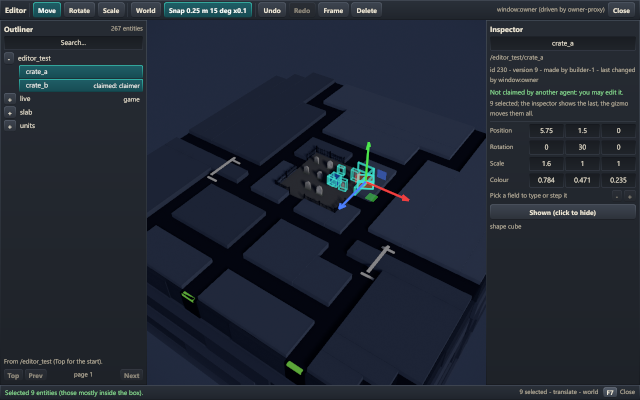 Editor Move Rotate Scale World Snap 0.25 m 15 deg x0.1 Undo Redo Frame Delete window:owner (driven by owner-proxy) Close
Outliner 267 entities
Search...
- editor_test
crate_a
crate_b claimed: claimer
+ live game
+ slab
+ units
From /editor_test (Top for the start).
Top Prev page 1 Next
Inspector
crate_a
/editor_test/crate_a
id 230 - version 9 - made by builder-1 - last changed
by window:owner
Not claimed by another agent; you may edit it.
9 selected; the inspector shows the last, the gizmo
moves them all.
Position 5.75 1.5 0
Rotation 0 30 0
Scale 1.6 1 1
Colour 0.784 0.471 0.235
Pick a field to type or step it - +
Shown (click to hide)
shape cube
Selected 9 entities (those mostly inside the box). 9 selected - translate - world F7 Close